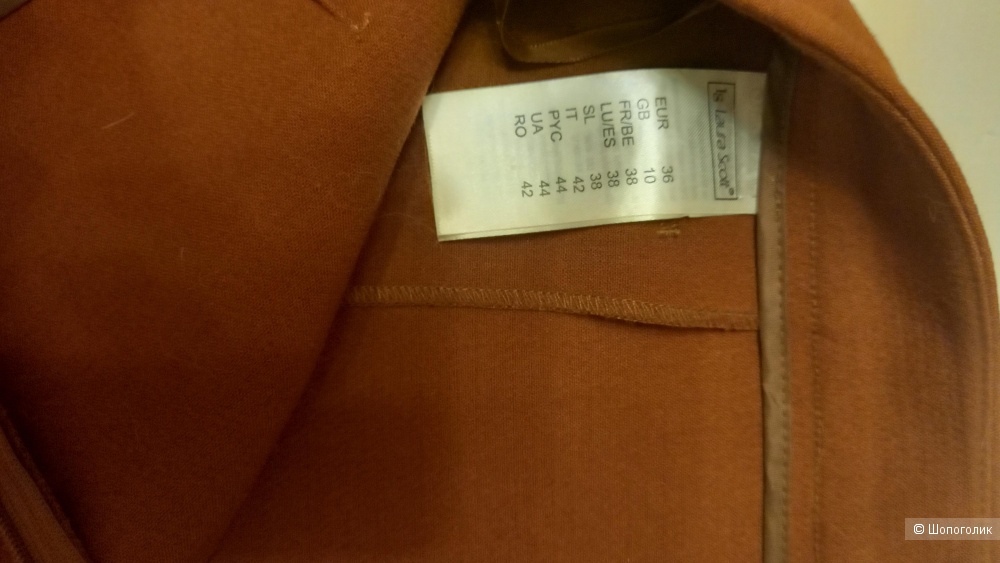 Laura Scott®
EUR 36
GB 10
FR/BE 38
LU/ES 38
SL 38
IT 42
РУС 44
UA 44
RO 42
© Шопоголик